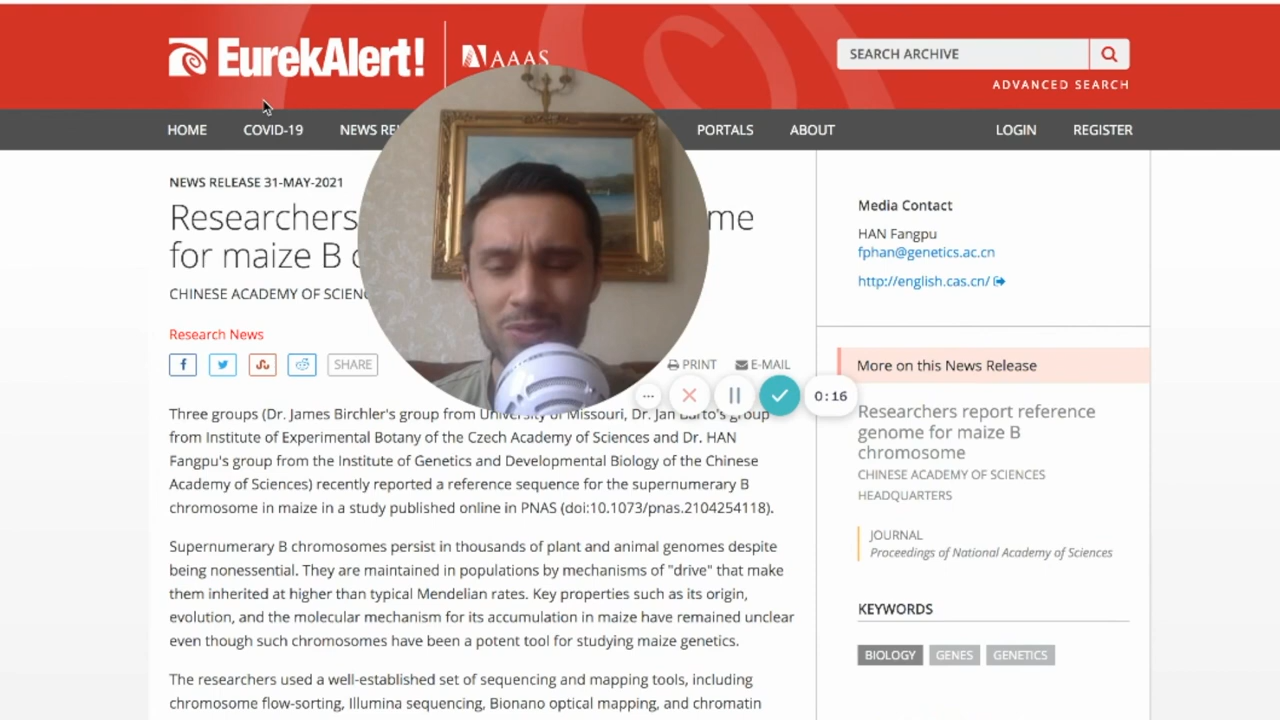 EurekAlert!
AAAS
SEARCH ARCHIVE
ADVANCED SEARCH
HOME
COVID-19
NEWS RE
PORTALS
ABOUT
LOGIN
REGISTER
NEWS RELEASE 31-MAY-2021
Researchers me
for maize B
CHINESE ACADEMY OF
Research News
SHARE
PRINT
E-MAIL
0:16
Three groups (Dr. James Birchler's group from University of Missouri, Dr. Jan group
from Institute of Experimental Botany of the Czech Academy of Sciences and Dr. HAN
Fangpu's group from the Institute of Genetics and Developmental Biology of the Chinese
Academy of Sciences) recently reported a reference sequence for the supernumerary B
chromosome in maize in a study published online in PNAS (doi:10.1073/pnas.2104254118).
Supernumerary B chromosomes persist in thousands of plant and animal genomes despite
being nonessential. They are maintained in populations by mechanisms of "drive" that make
them inherited at higher than typical Mendelian rates. Key properties such as its origin,
evolution, and the molecular mechanism for its accumulation in maize have remained unclear
even though such chromosomes have been a potent tool for studying maize genetics.
The researchers used a well-established set of sequencing and mapping tools, including
chromosome flow-sorting, Illumina sequencing, Bionano optical mapping, and chromatin
Media Contact
HAN Fangpu
fphan@genetics.ac.cn
http://english.cas.cn/
More on this News Release
Researchers report reference
genome for maize B
chromosome
CHINESE ACADEMY OF SCIENCES
HEADQUARTERS
JOURNAL
Proceedings of National Academy of Sciences
KEYWORDS
BIOLOGY
GENES
GENETICS